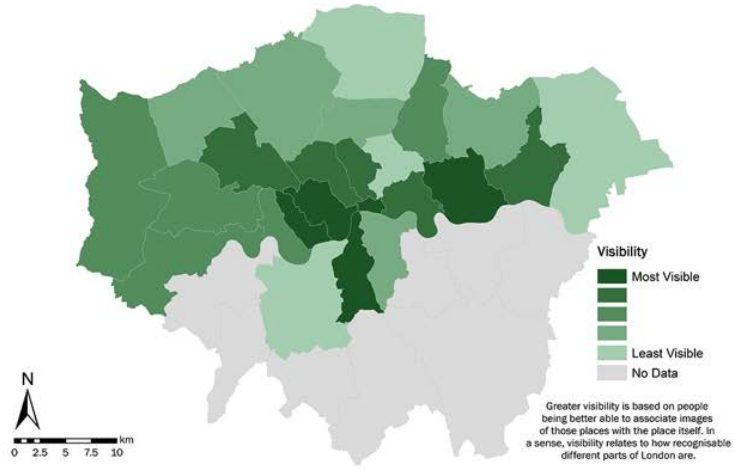 Visibility
Most Visible
Least Visible
No Data
N
0 2.5 5 7.5 10 km
Greater visibility is based on people
being better able to associate images
of those places with the place itself. In
a sense, visibility relates to how recognisable
different parts of London are.